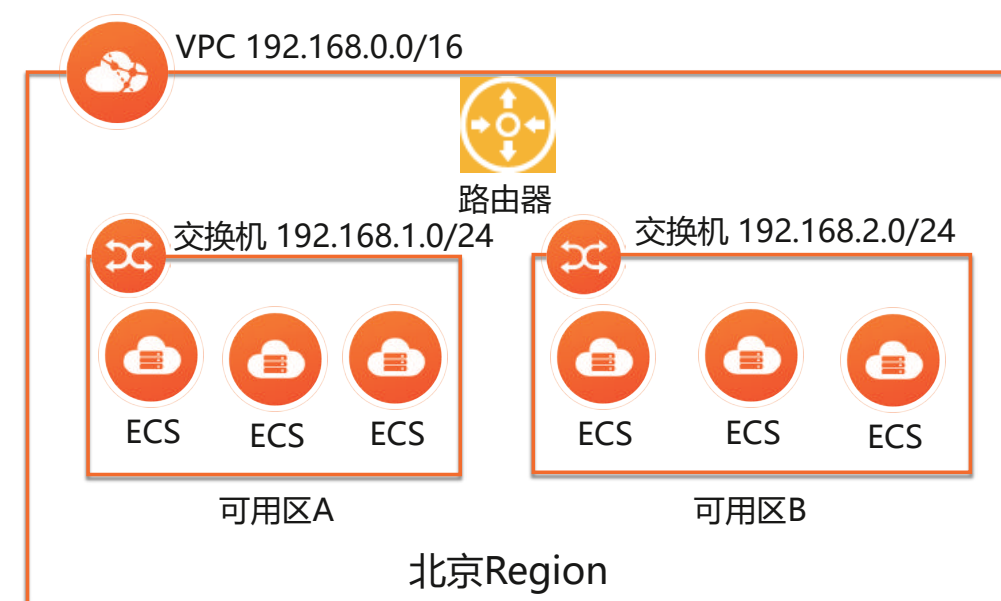 VPC 192.168.0.0/16
路由器
交换机 192.168.1.0/24
交换机 192.168.2.0/24
ECS
ECS
ECS
ECS
ECS
ECS
可用区A
可用区B
北京Region